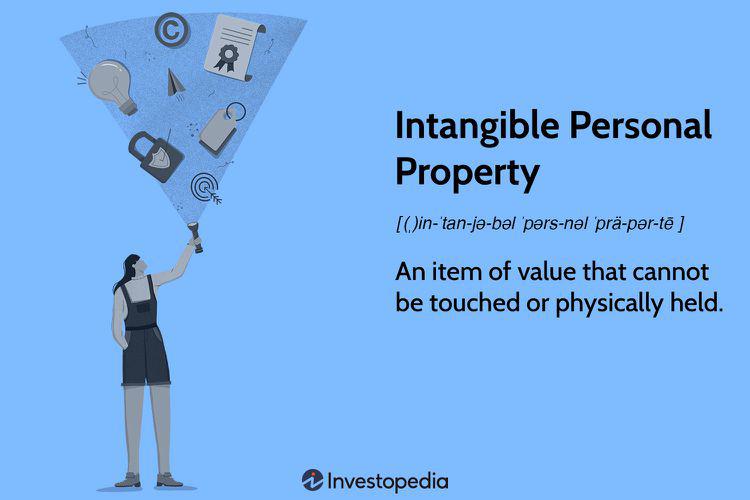 ©
Intangible Personal
Property
[(ˌ)in-ˈtan-jə-bəl ˈpərs-nəl ˈprä-pər-tē ]
An item of value that cannot
be touched or physically held.
Investopedia